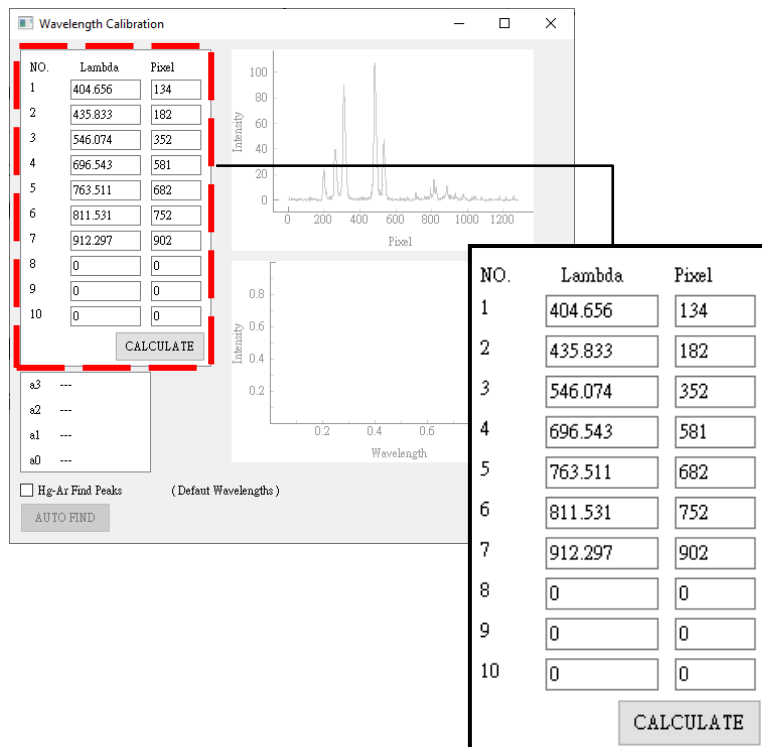 Wavelength Calibration
NO. Lambda Pixel
1 404.656 134
2 435.833 182
3 546.074 352
4 696.543 581
5 763.511 682
6 811.531 752
7 912.297 902
8 0 0
9 0 0
10 0 0
CALCULATE
a3 ---
a2 ---
a1 ---
a0 ---
Hg-Ar Find Peaks ( Defaut Wavelengths )
AUTO FIND
Intensity
100
80
60
40
20
0
0 200 400 600 800 1000 1200
Pixel
Intensity
0.8
0.6
0.4
0.2
0.2 0.4 0.6
Wavelength
NO. Lambda Pixel
1 404.656 134
2 435.833 182
3 546.074 352
4 696.543 581
5 763.511 682
6 811.531 752
7 912.297 902
8 0 0
9 0 0
10 0 0
CALCULATE